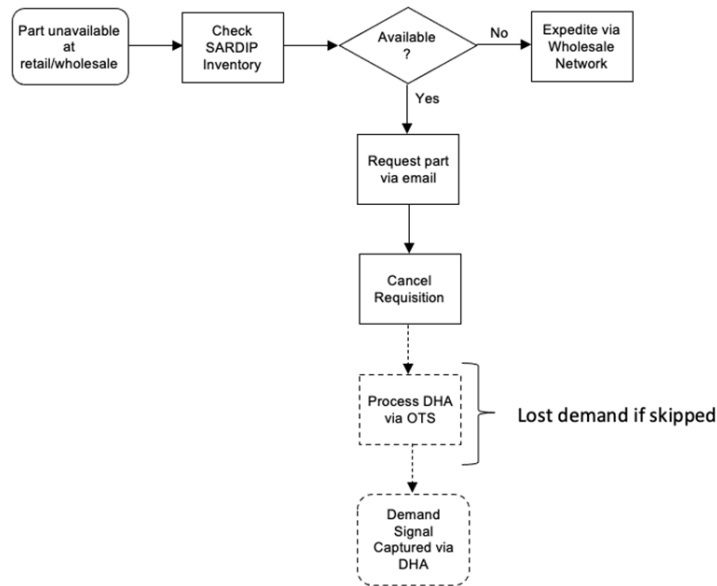 Part unavailable
at
retail/wholesale
Check
SARDIP
Inventory
Available
?
No
Expedite via
Wholesale
Network
Yes
Request part
via email
Cancel
Requisition
Process DHA
via OTS
Lost demand if skipped
Demand
Signal
Captured via
DHA